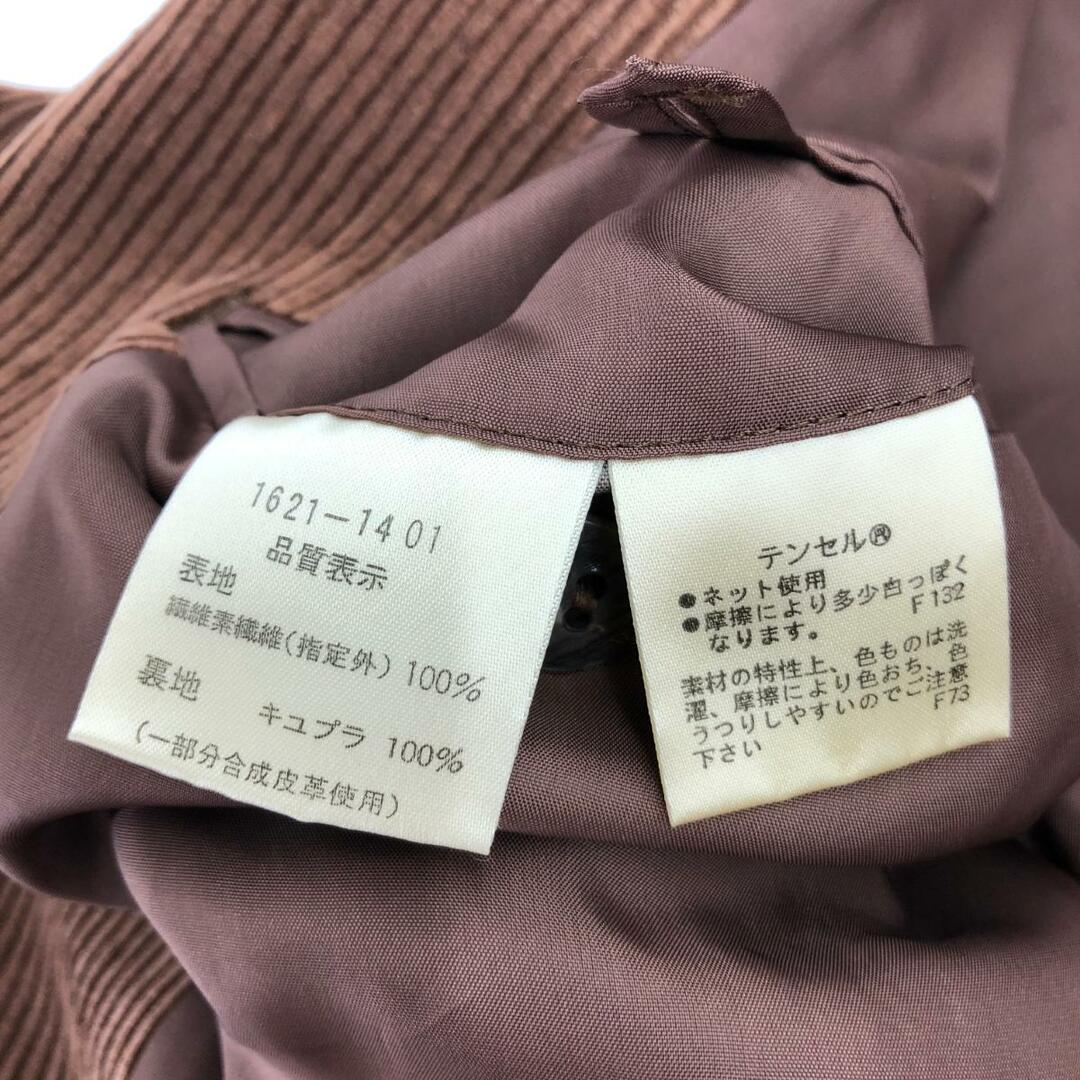 1621-1401
品質表示
表地
繊維素繊維(指定外) 100%
裏地
キュプラ 100%
(一部分合成皮革使用)
テンセル®
●ネット使用
●摩擦により多少白っぽく
なります。 F132
素材の特性上、色ものは洗
濯、摩擦により色おち、色
うつりしやすいのでご注意
下さい F73